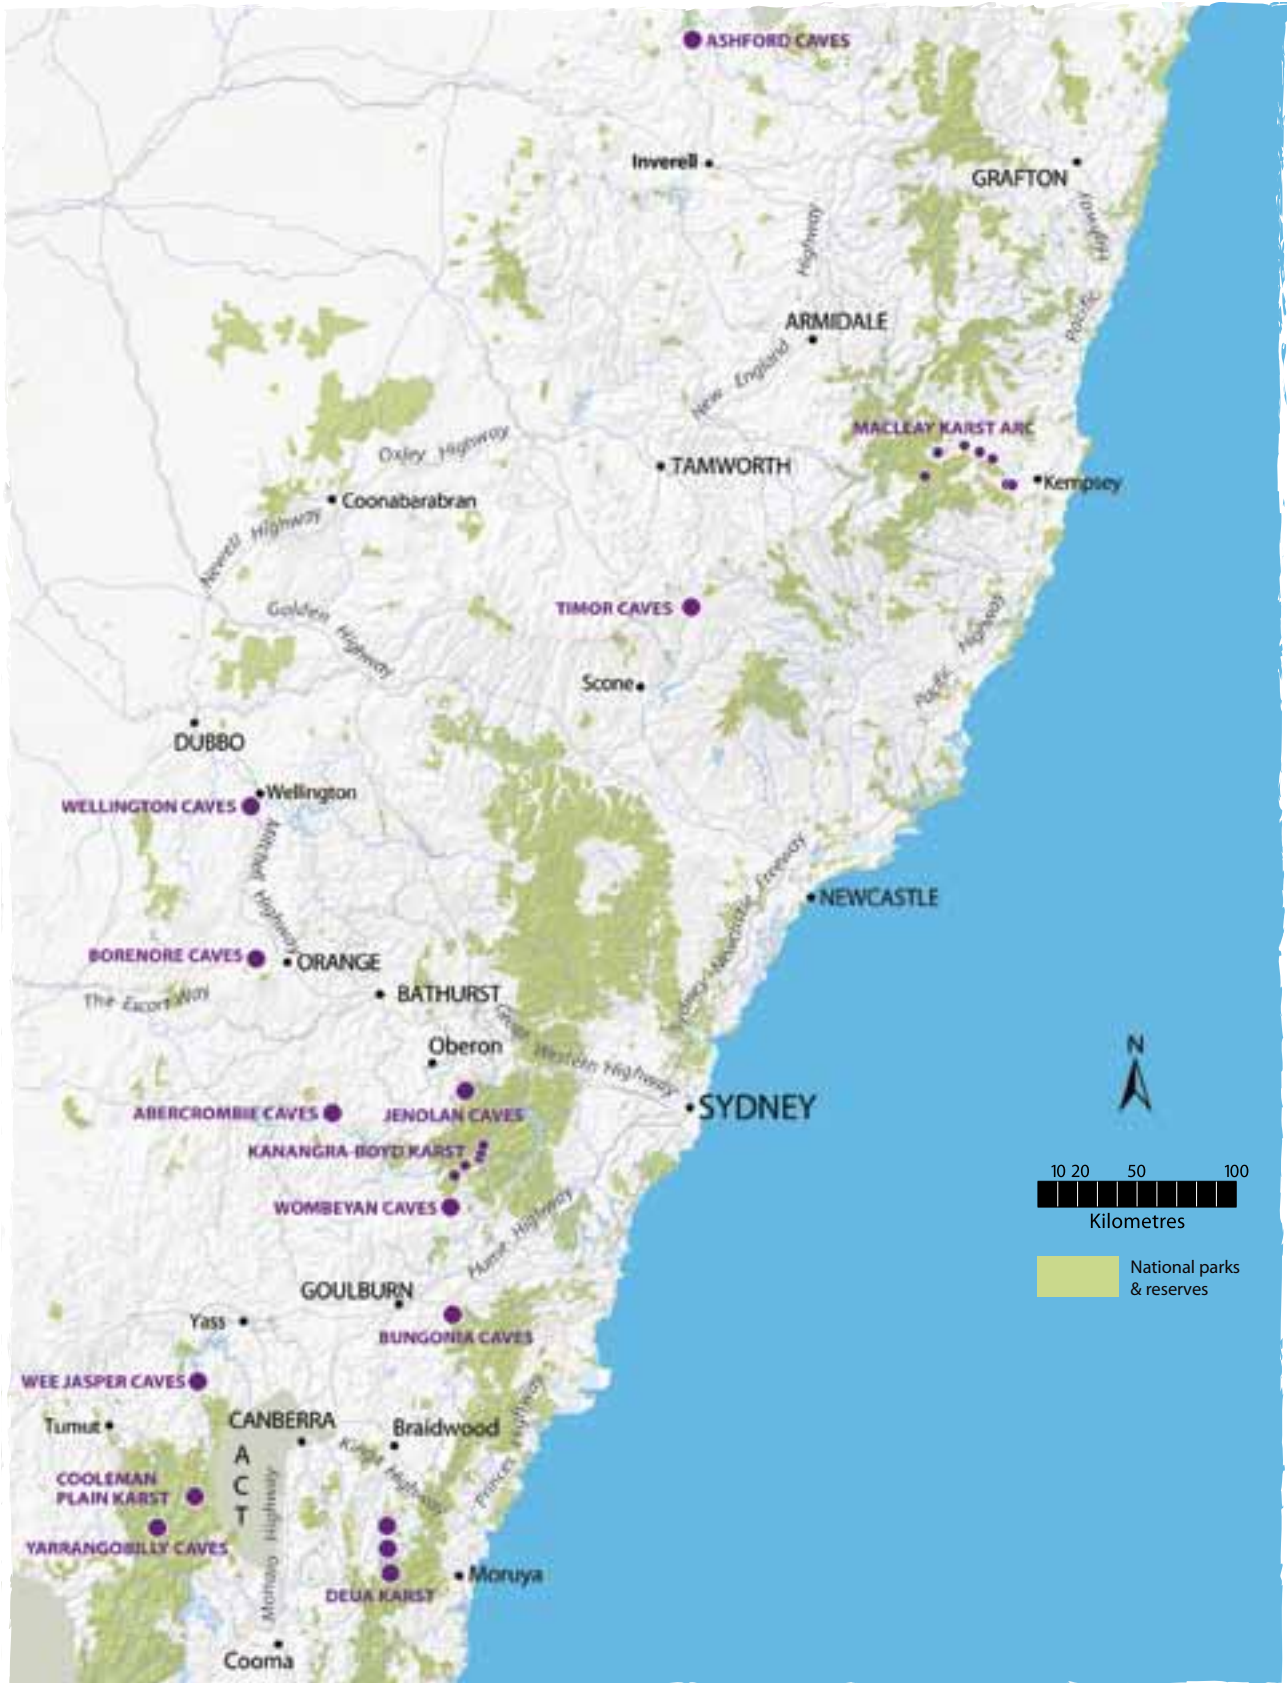 ASHFORD CAVES
Inverell
GRAFTON
Highway
Highway
Pacific
ARMIDALE
New England
MACLEAY KARST ARC
Oxley Highway
TAMWORTH
Kempsey
Coonabarabran
Newell Highway
TIMOR CAVES
Golden Highway
Pacific Highway
Scone
DUBBO
Wellington
WELLINGTON CAVES
Mitchell Highway
Sydney-Newcastle Freeway
NEWCASTLE
BORENORE CAVES
ORANGE
The Escort Way
BATHURST
Great Western Highway
Oberon
N
ABERCROMBIE CAVES
JENOLAN CAVES
SYDNEY
KANANGRA-BOYD KARST
10 20 50 100
Kilometres
WOMBEYAN CAVES
Hume Highway
National parks
& reserves
GOULBURN
Yass
BUNGONIA CAVES
WEE JASPER CAVES
Tumut
CANBERRA
Braidwood
A
C
T
Kings Highway
Princes Highway
COOLEMAN
PLAIN KARST
Monaro Highway
YARRANGOBILLY CAVES
Moruya
DEUA KARST
Cooma